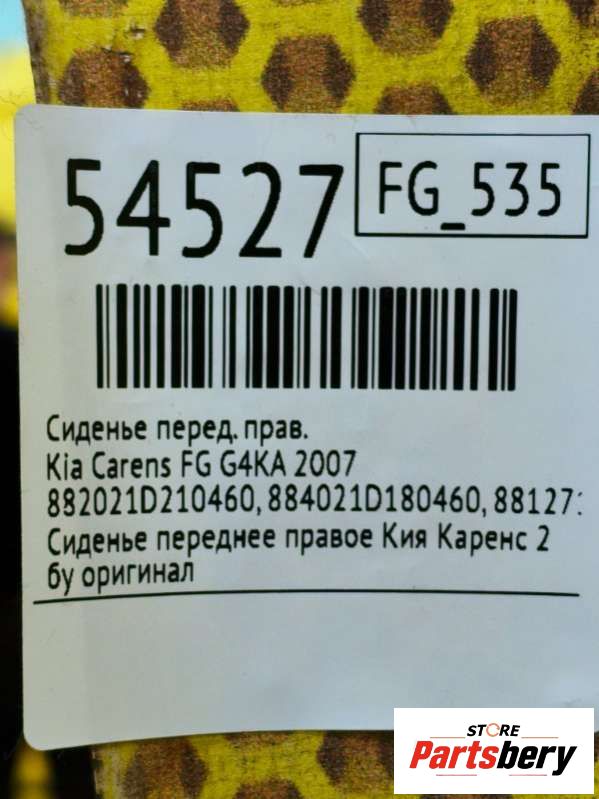 54527
FG_535
Сиденье перед. прав.
Kia Carens FG G4KA 2007
882021D210460, 884021D180460, 88127
Сиденье переднее правое Кия Каренс 2
бу оригинал
STORE
Partsbery